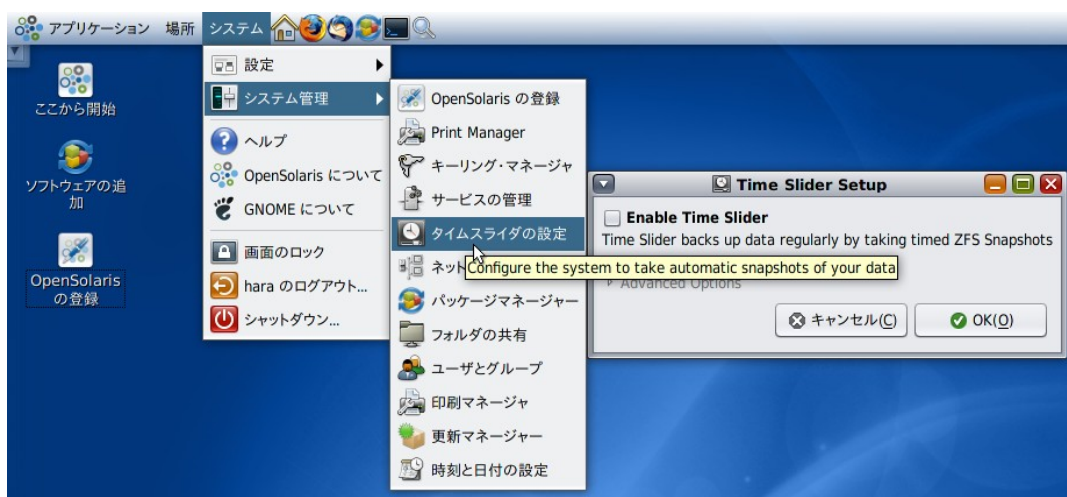 アプリケーション 場所 システム
ここから開始
ソフトウェアの追
加
OpenSolaris
の登録
設定
システム管理
ヘルプ
OpenSolaris について
GNOME について
画面のロック
hara のログアウト...
シャットダウン...
OpenSolaris の登録
Print Manager
キーリング・マネージャ
サービスの管理
タイムスライダの設定
ネット
Configure the system to take automatic snapshots of your data
パッケージマネージャー
フォルダの共有
ユーザとグループ
印刷マネージャ
更新マネージャー
時刻と日付の設定
Time Slider Setup
Enable Time Slider
Time Slider backs up data regularly by taking timed ZFS Snapshots
Advanced Options
キャンセル(C) OK(O)